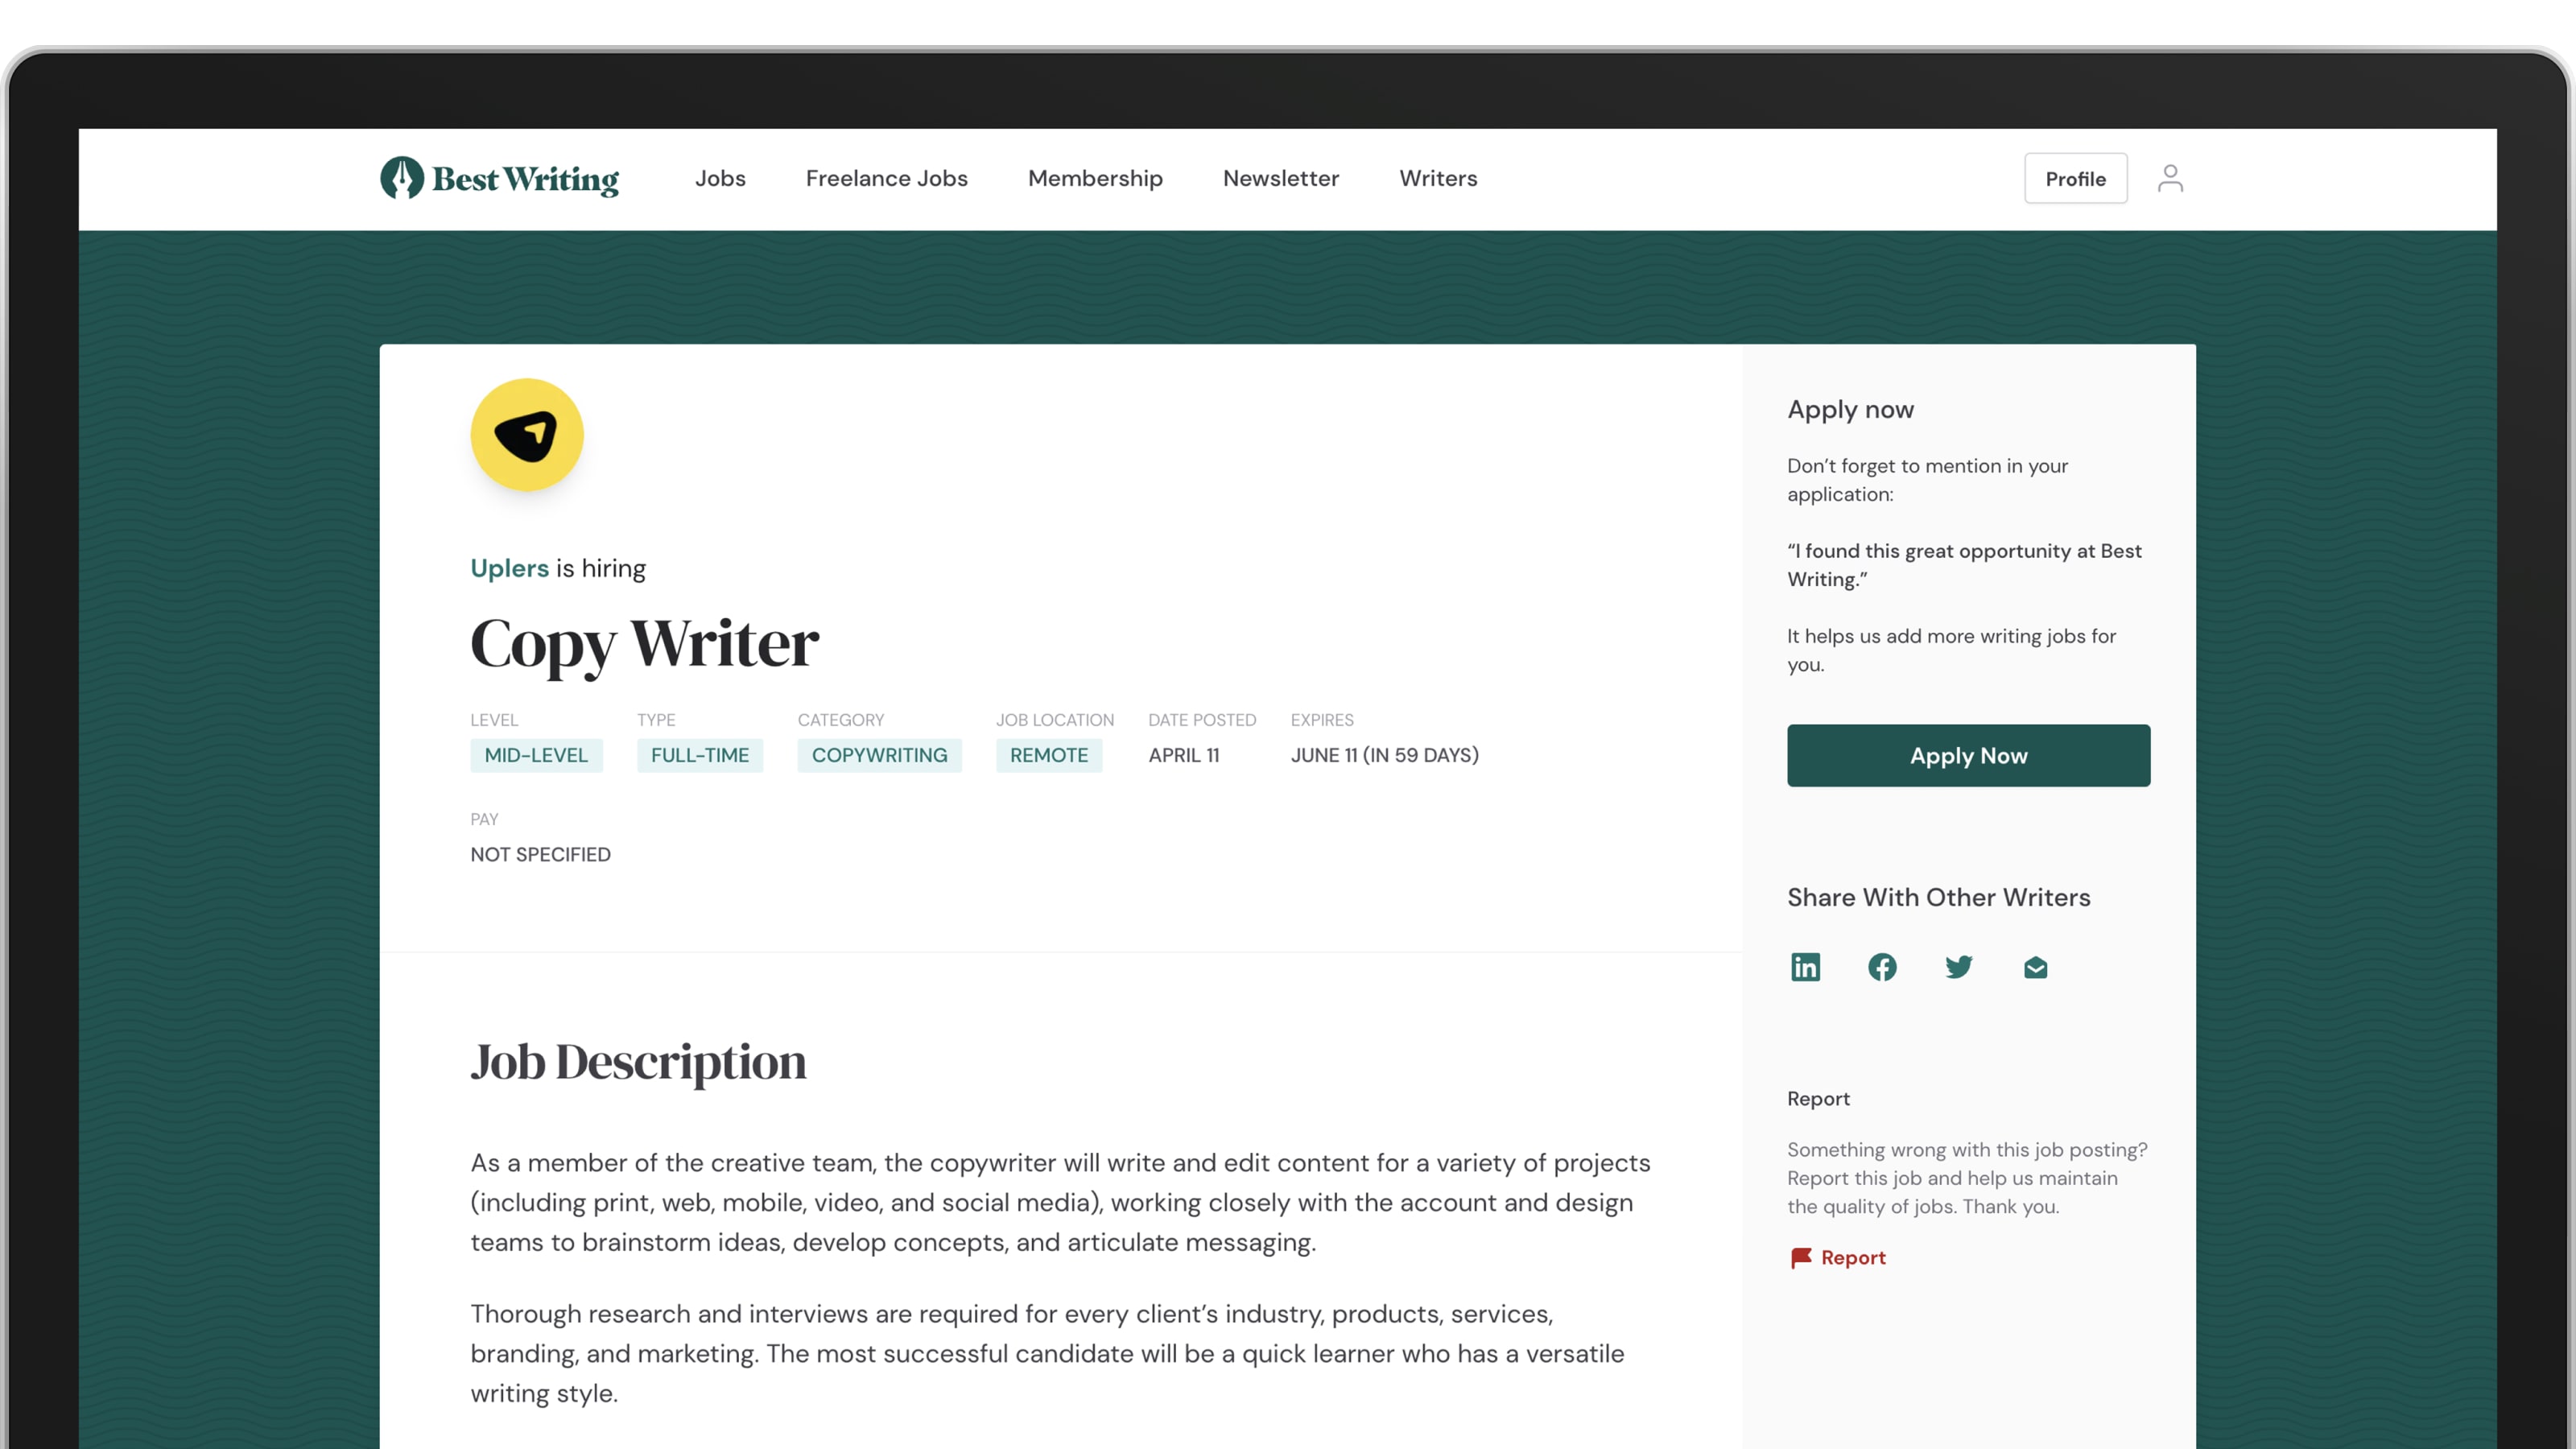 Best Writing
Jobs
Freelance Jobs
Membership
Newsletter
Writers
Profile
Uplers is hiring
Copy Writer
LEVEL
MID-LEVEL
TYPE
FULL-TIME
CATEGORY
COPYWRITING
JOB LOCATION
REMOTE
DATE POSTED
APRIL 11
EXPIRES
JUNE 11 (IN 59 DAYS)
PAY
NOT SPECIFIED
Job Description
As a member of the creative team, the copywriter will write and edit content for a variety of projects
(including print, web, mobile, video, and social media), working closely with the account and design
teams to brainstorm ideas, develop concepts, and articulate messaging.
Thorough research and interviews are required for every client’s industry, products, services,
branding, and marketing. The most successful candidate will be a quick learner who has a versatile
writing style.
Apply now
Don’t forget to mention in your
application:
“I found this great opportunity at Best
Writing.”
It helps us add more writing jobs for
you.
Apply Now
Share With Other Writers
in
Report
Something wrong with this job posting?
Report this job and help us maintain
the quality of jobs. Thank you.
Report